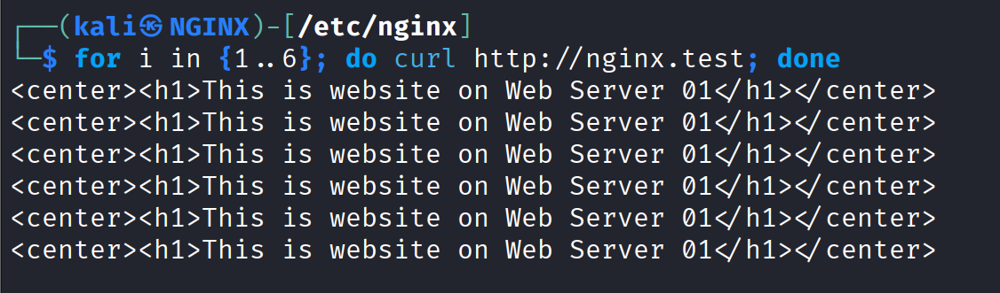 ┌──(kali㉿NGINX)-[/etc/nginx]
└─$ for i in {1..6}; do curl http://nginx.test; done
<center><h1>This is website on Web Server 01</h1></center>
<center><h1>This is website on Web Server 01</h1></center>
<center><h1>This is website on Web Server 01</h1></center>
<center><h1>This is website on Web Server 01</h1></center>
<center><h1>This is website on Web Server 01</h1></center>
<center><h1>This is website on Web Server 01</h1></center>